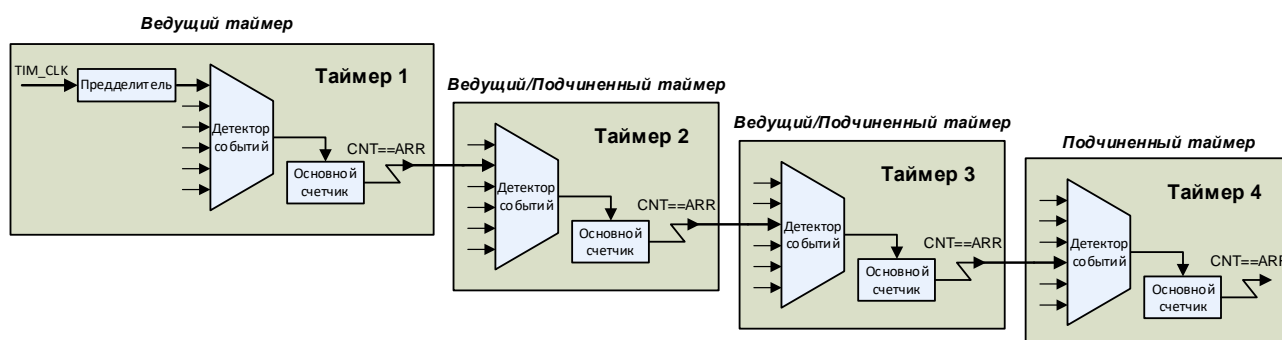 Ведущий таймер
TIM_CLK
Предделитель
Таймер 1
Детектор
событий
CNT==ARR
Основной
счетчик
Ведущий/Подчиненный таймер
Таймер 2
Детектор
событий
CNT==ARR
Основной
счетчик
Ведущий/Подчиненный таймер
Таймер 3
Детектор
событий
CNT==ARR
Основной
счетчик
Подчиненный таймер
Таймер 4
Детектор
событий
CNT==ARR
Основной
счетчик